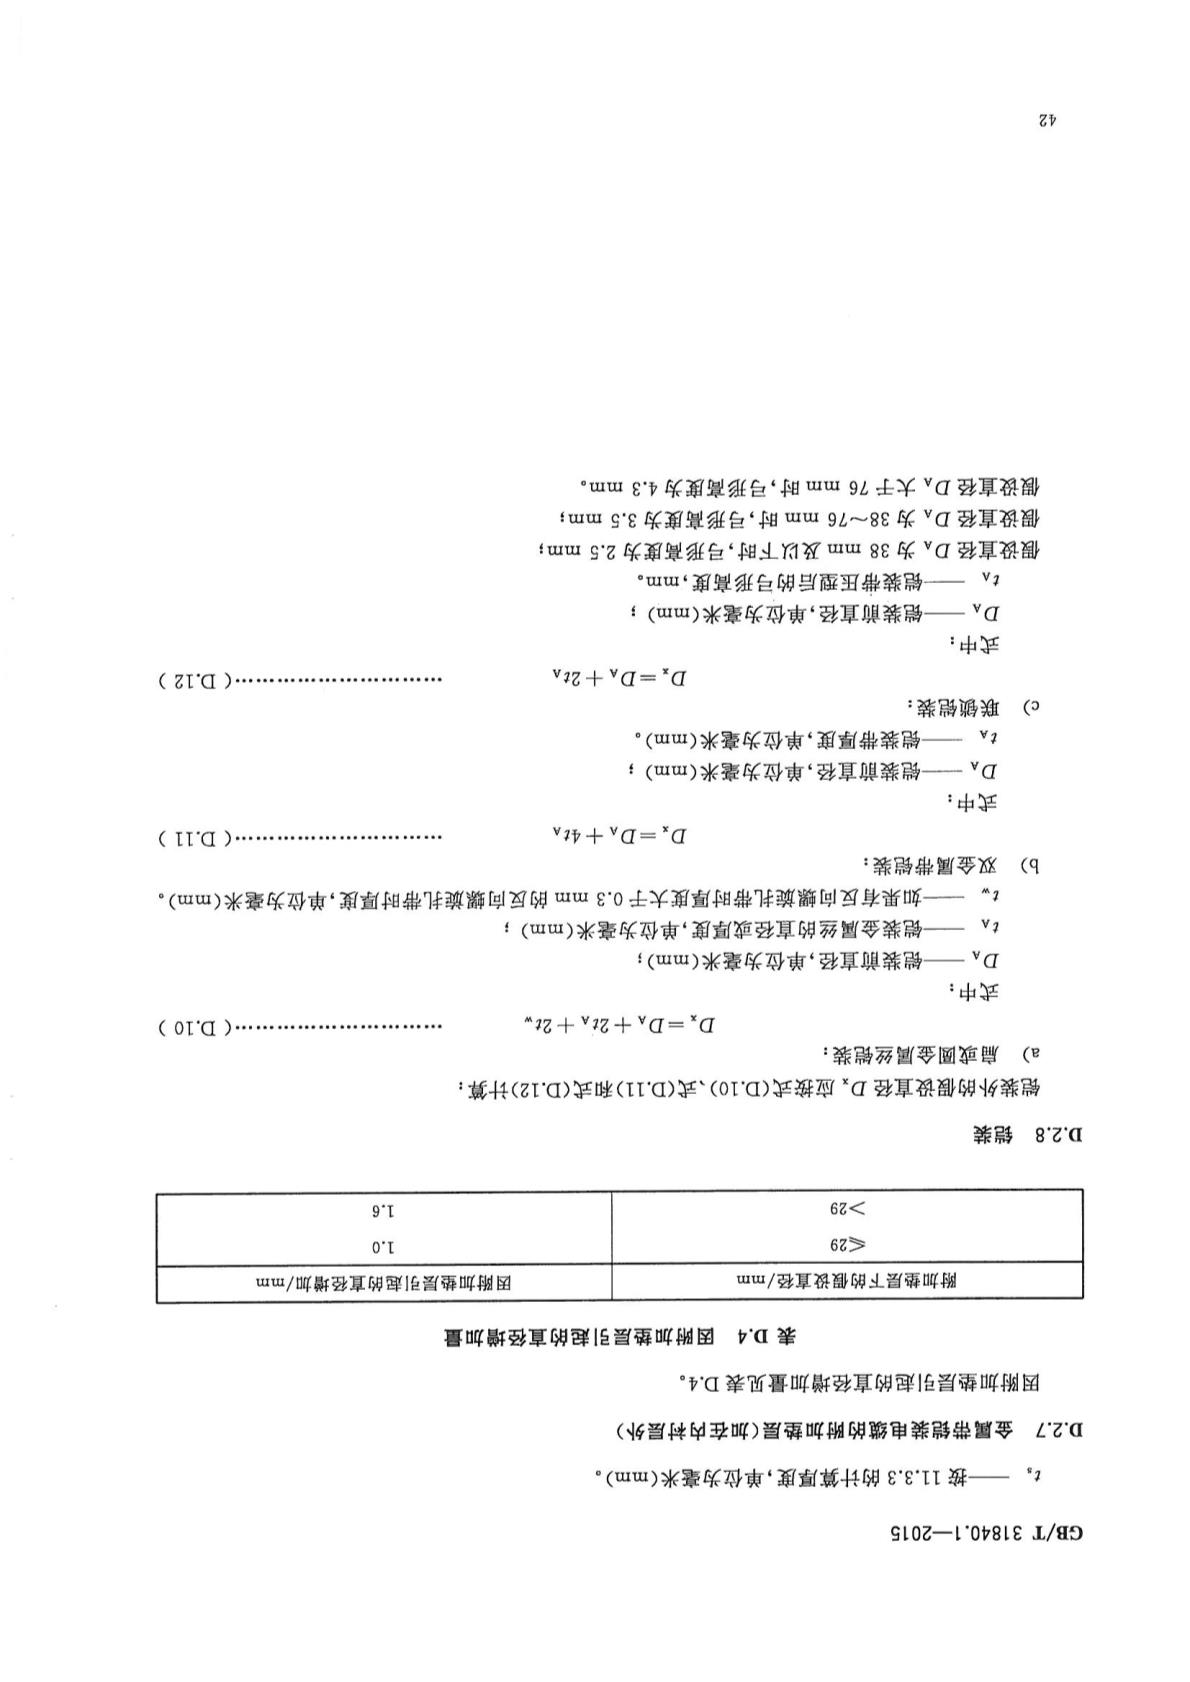 GB/T 31840.1—2015
t_s ——按 11.3.3 的计算厚度,单位为毫米(mm)。
D.2.7 金属带铠装电缆的附加垫层(加在内衬层外)
因附加垫层引起的直径增加量见表 D.4。
表 D.4 因附加垫层引起的直径增加量
附加垫层下的假设直径/mm 因附加垫层引起的直径增加/mm
≤29 1.0
>29 1.6
D.2.8 铠装
铠装外的假设直径 D_x 应按式(D.10)、式(D.11)和式(D.12)计算:
a) 扁或圆金属丝铠装:
D_x =D_A +2t_A +2t_w …………………………( D.10 )
式中:
D_A ——铠装前直径,单位为毫米(mm);
t_A ——铠装金属丝的直径或厚度,单位为毫米(mm);
t_w ——如果有反向螺旋扎带时厚度大于 0.3 mm 的反向螺旋扎带时厚度,单位为毫米(mm)。
b) 双金属带铠装:
D_x =D_A +4t_A …………………………( D.11 )
式中:
D_A ——铠装前直径,单位为毫米(mm);
t_A ——铠装带厚度,单位为毫米(mm)。
c) 联锁铠装:
D_x =D_A +2t_A …………………………( D.12 )
式中:
D_A ——铠装前直径,单位为毫米(mm);
t_A ——铠装带压型后的弓形高度,mm。
假设直径 D_A 为 38 mm 及以下时,弓形高度为 2.5 mm;
假设直径 D_A 为 38～76 mm 时,弓形高度为 3.5 mm;
假设直径 D_A 大于 76 mm 时,弓形高度为 4.3 mm。
42